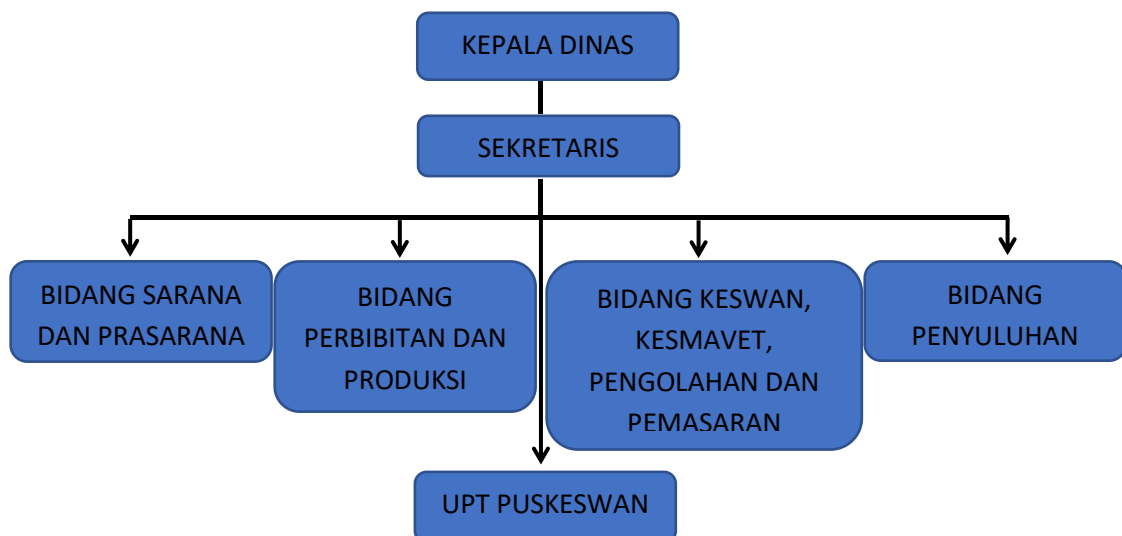 KEPALA DINAS
SEKRETARIS
BIDANG SARANA
DAN PRASARANA
BIDANG
PERBIBITAN DAN
PRODUKSI
BIDANG KESWAN,
KESMAVET,
PENGOLAHAN DAN
PEMASARAN
BIDANG
PENYULUHAN
UPT PUSKESWAN